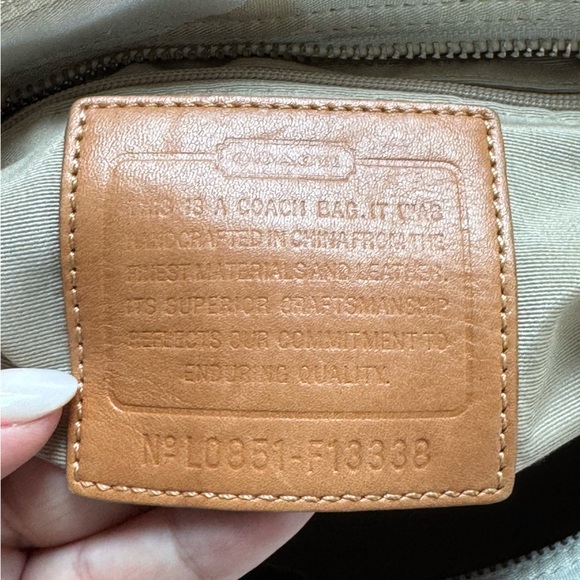 COACH
THIS IS A COACH BAG. IT WAS
HANDCRAFTED IN CHINA FROM THE
FINEST MATERIALS AND LEATHER.
ITS SUPERIOR CRAFTSMANSHIP
REFLECTS OUR COMMITMENT TO
ENDURING QUALITY.
Nº L0851-F13338